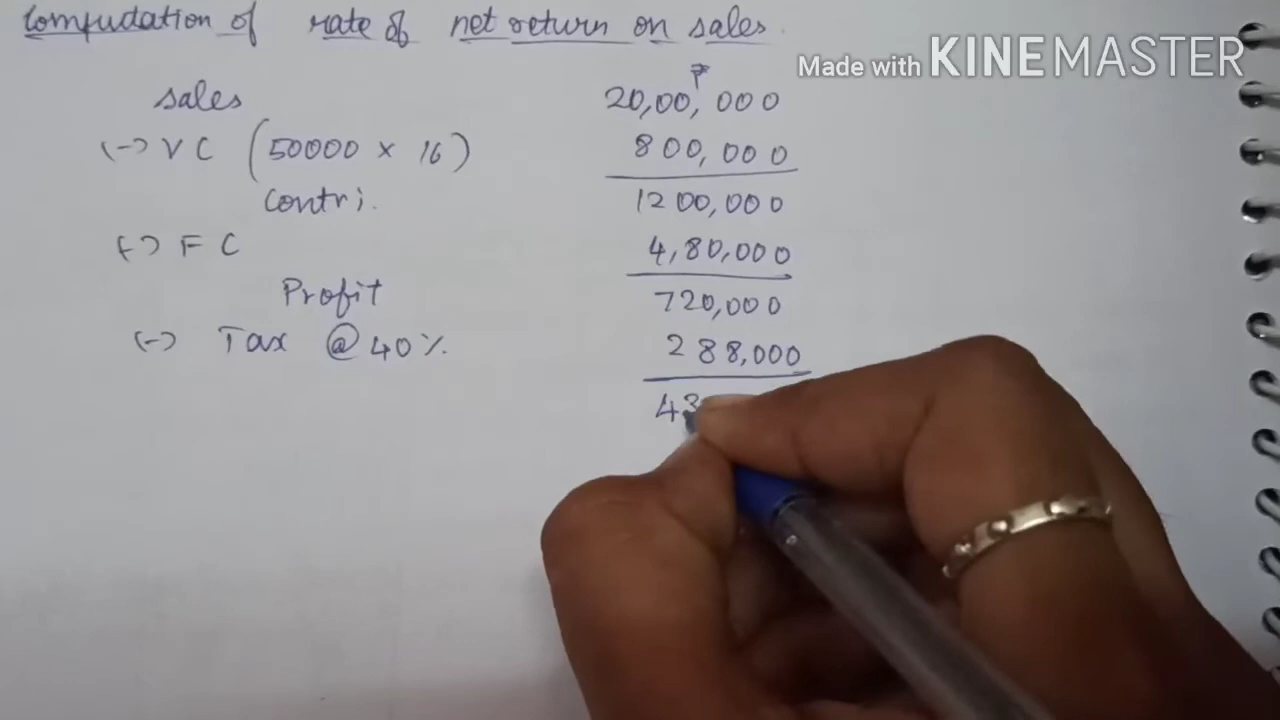 Computation of rate of net return on sales.
Made with KINEMASTER
₹
sales 20,00,000
(-) VC (50000 × 16) 800,000
Contri. 1200,000
(-) FC 4,80,000
Profit 720,000
(-) Tax @ 40% 288,000
43